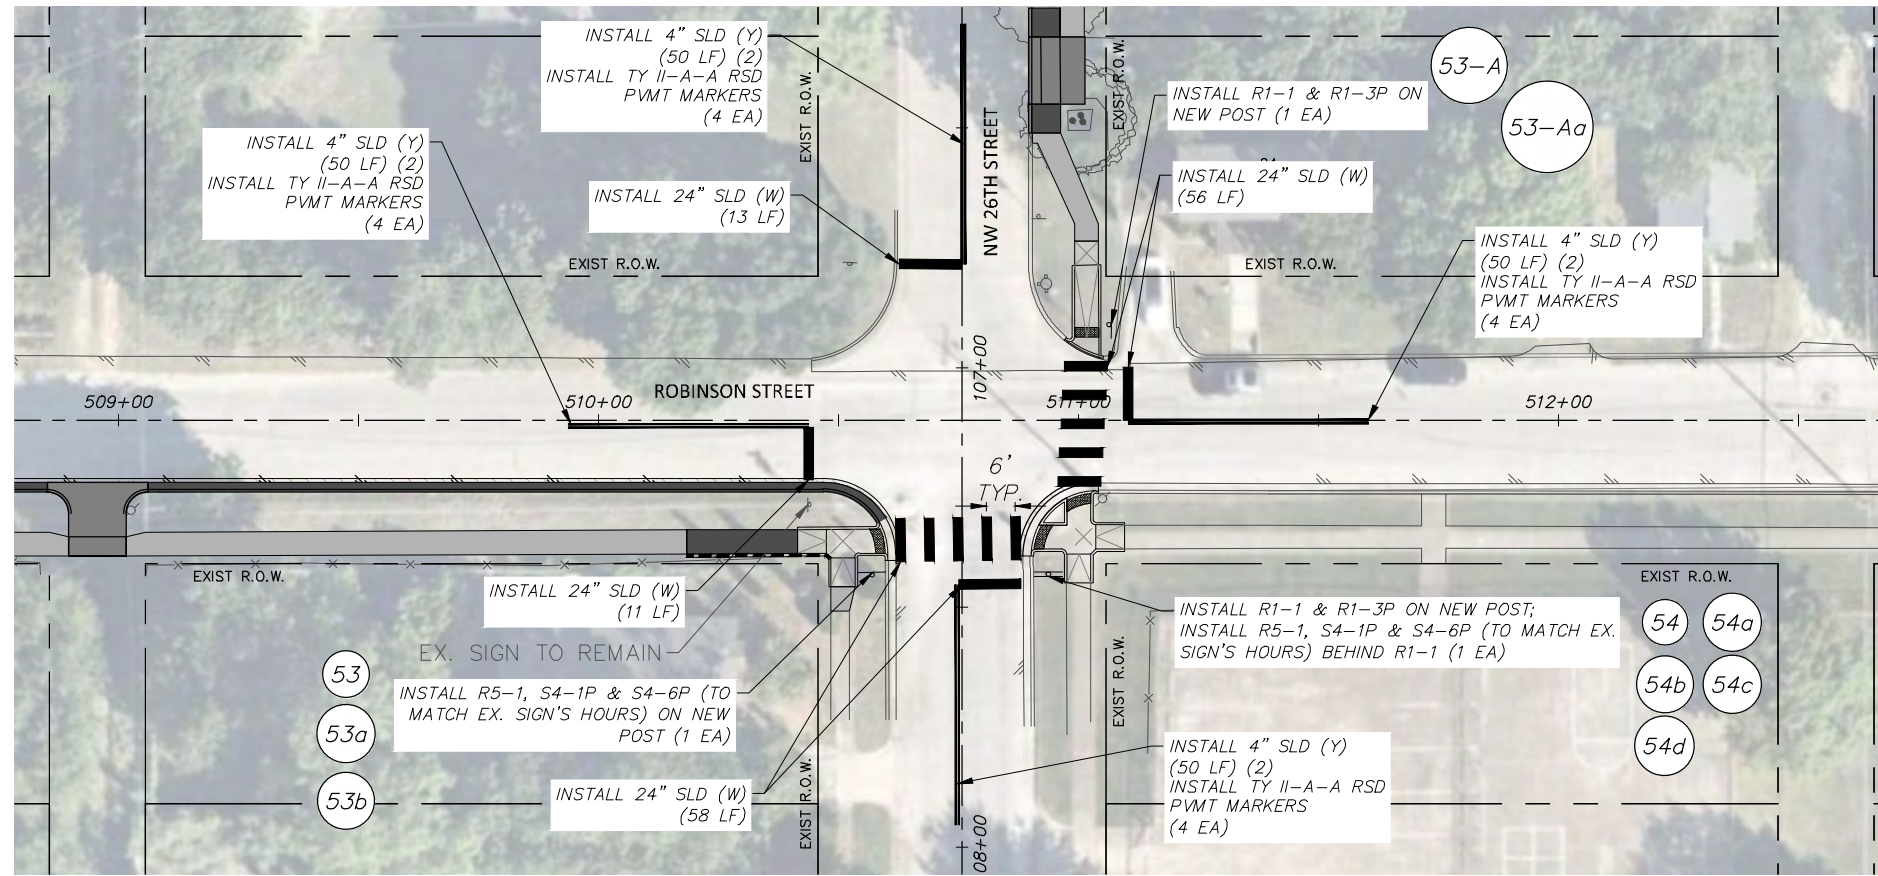 INSTALL 4" SLD (Y)
(50 LF) (2)
INSTALL TY II-A-A RSD
PVMT MARKERS
(4 EA)
INSTALL 4" SLD (Y)
(50 LF) (2)
INSTALL TY II-A-A RSD
PVMT MARKERS
(4 EA)
INSTALL 24" SLD (W)
(13 LF)
EXIST R.O.W.
EXIST R.O.W.
NW 26TH STREET
EXIST R.O.W.
INSTALL R1-1 & R1-3P ON
NEW POST (1 EA)
53-A
53-Aa
INSTALL 24" SLD (W)
(56 LF)
EXIST R.O.W.
INSTALL 4" SLD (Y)
(50 LF) (2)
INSTALL TY II-A-A RSD
PVMT MARKERS
(4 EA)
ROBINSON STREET
509+00
510+00
107+00
511+00
512+00
6'
TYP.
EXIST R.O.W.
INSTALL 24" SLD (W)
(11 LF)
EX. SIGN TO REMAIN
53
53a
53b
INSTALL R5-1, S4-1P & S4-6P (TO
MATCH EX. SIGN'S HOURS) ON NEW
POST (1 EA)
INSTALL 24" SLD (W)
(58 LF)
EXIST R.O.W.
08+00
EXIST R.O.W.
INSTALL R1-1 & R1-3P ON NEW POST;
INSTALL R5-1, S4-1P & S4-6P (TO MATCH EX.
SIGN'S HOURS) BEHIND R1-1 (1 EA)
INSTALL 4" SLD (Y)
(50 LF) (2)
INSTALL TY II-A-A RSD
PVMT MARKERS
(4 EA)
EXIST R.O.W.
54
54a
54b
54c
54d